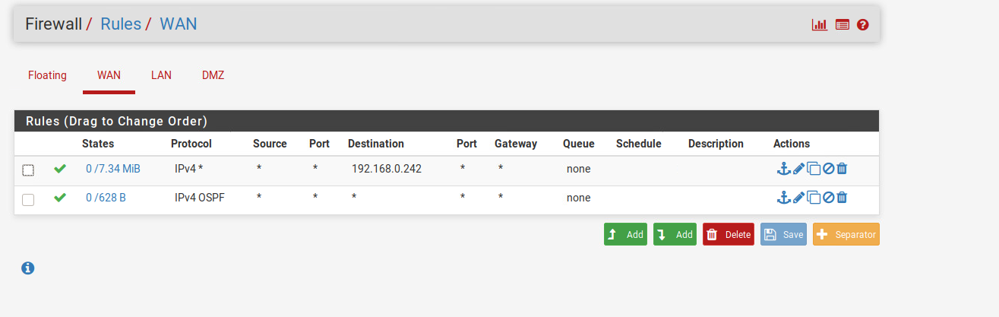 Firewall / Rules / WAN
Floating WAN LAN DMZ
Rules (Drag to Change Order)
States Protocol Source Port Destination Port Gateway Queue Schedule Description Actions
0 /7.34 MiB IPv4 * * * 192.168.0.242 * * none
0 /628 B IPv4 OSPF * * * * * none
Add Add Delete Save Separator